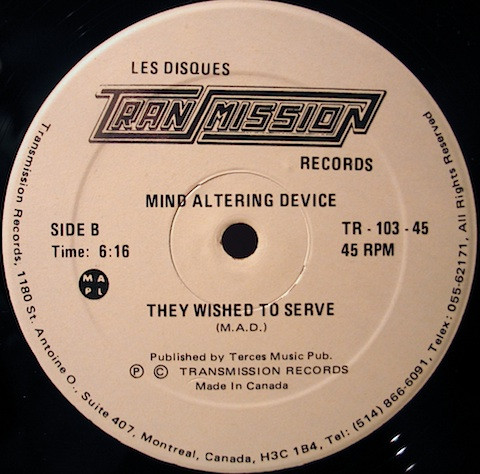 LES DISQUES
TRANSMISSION
RECORDS
MIND ALTERING DEVICE
SIDE B
Time: 6:16
TR - 103 - 45
45 RPM
M A
P L
THEY WISHED TO SERVE
(M.A.D.)
Published by Terces Music Pub.
Ⓟ © TRANSMISSION RECORDS
Made In Canada
Transmission Records, 1180 St. Antoine O., Suite 407, Montreal, Canada, H3C 1B4, Tel: (514) 866-6091, Telex: 055-62171, All Rights Reserved